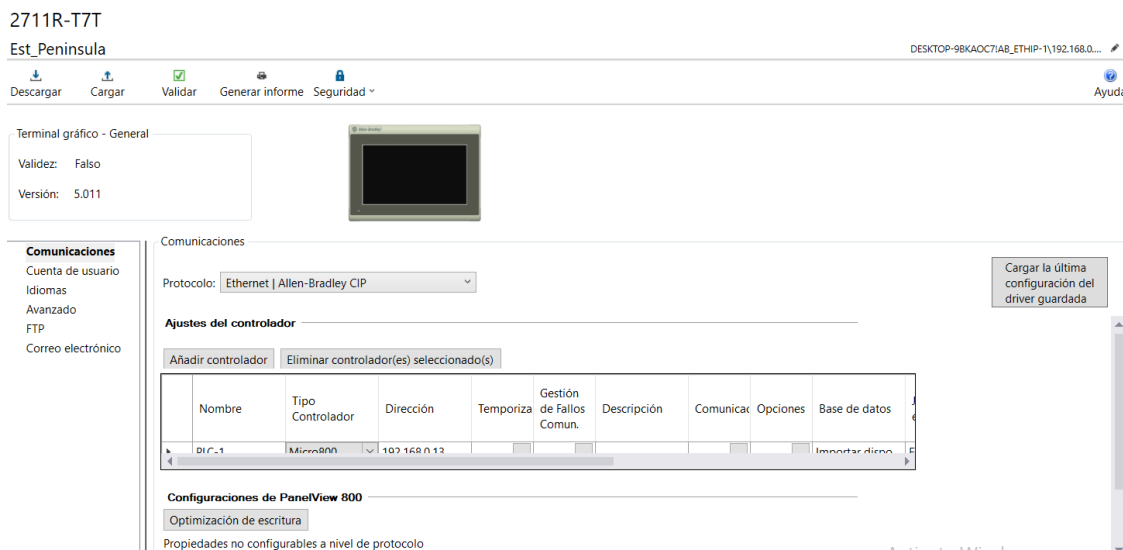 2711R-T7T
Est_Peninsula
DESKTOP-9BKAOC7!AB_ETHIP-1\192.168.0....
Descargar Cargar Validar Generar informe Seguridad Ayuda
Terminal gráfico - General
Validez: Falso
Versión: 5.011
Allen-Bradley
Comunicaciones
Cuenta de usuario
Idiomas
Avanzado
FTP
Correo electrónico
Comunicaciones
Protocolo: Ethernet | Allen-Bradley CIP
Cargar la última
configuración del
driver guardada
Ajustes del controlador
Añadir controlador Eliminar controlador(es) seleccionado(s)
Nombre Tipo Controlador Dirección Temporiza Gestión de Fallos Comun. Descripción Comunicac Opciones Base de datos
PLC-1 Micro800 192.168.0.13 Importar dispo
Configuraciones de PanelView 800
Optimización de escritura
Propiedades no configurables a nivel de protocolo